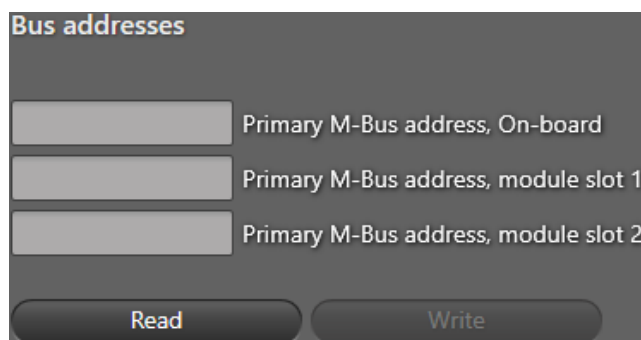 Bus addresses
Primary M-Bus address, On-board
Primary M-Bus address, module slot 1
Primary M-Bus address, module slot 2
Read Write